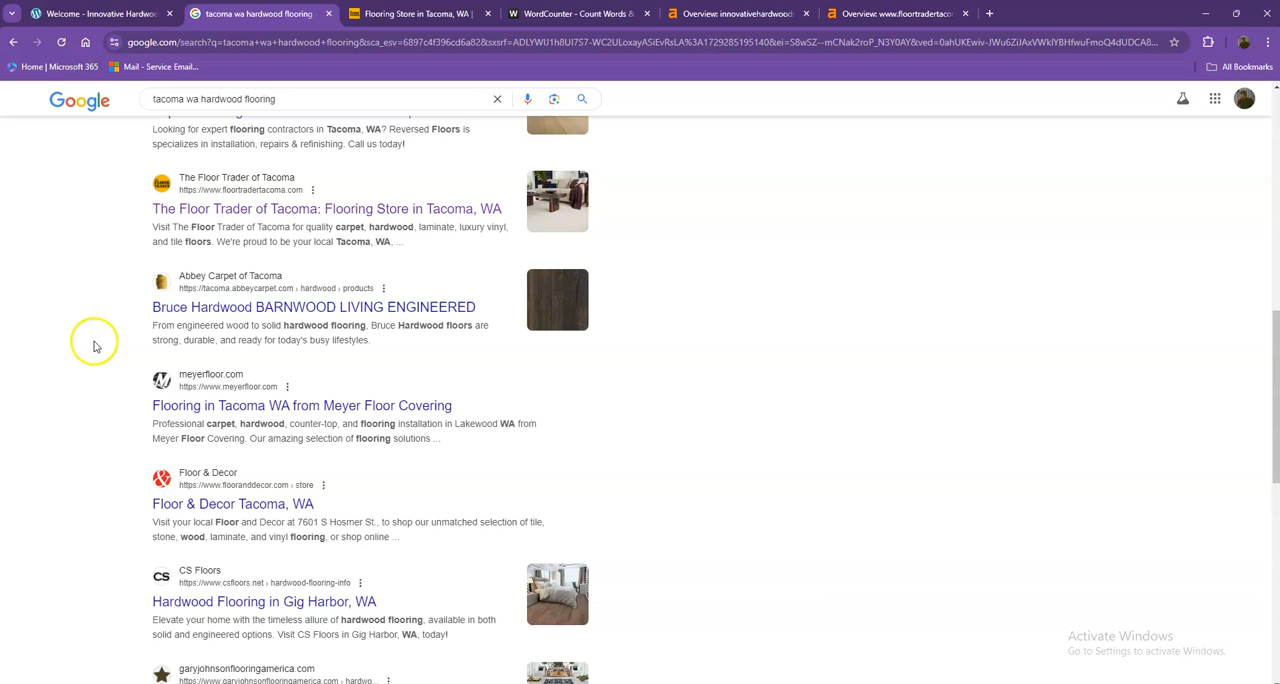 Welcome - Innovative Hardwoo
tacoma wa hardwood flooring
Flooring Store in Tacoma, WA |
WordCounter - Count Words &
Overview: innovativehardwoods
Overview: www.floortradertaco
Home | Microsoft 365
Mail - Service Email...
All Bookmarks
Google
tacoma wa hardwood flooring
Looking for expert flooring contractors in Tacoma, WA? Reversed Floors is
specializes in installation, repairs & refinishing. Call us today!
The Floor Trader of Tacoma
https://www.floortradertacoma.com
The Floor Trader of Tacoma: Flooring Store in Tacoma, WA
Visit The Floor Trader of Tacoma for quality carpet, hardwood, laminate, luxury vinyl,
and tile floors. We're proud to be your local Tacoma, WA, ...
Abbey Carpet of Tacoma
https://tacoma.abbeycarpet.com › hardwood › products
Bruce Hardwood BARNWOOD LIVING ENGINEERED
From engineered wood to solid hardwood flooring, Bruce Hardwood floors are
strong, durable, and ready for today's busy lifestyles.
meyerfloor.com
https://www.meyerfloor.com
Flooring in Tacoma WA from Meyer Floor Covering
Professional carpet, hardwood, counter-top, and flooring installation in Lakewood WA from
Meyer Floor Covering. Our amazing selection of flooring solutions ...
Floor & Decor
https://www.flooranddecor.com › store
Floor & Decor Tacoma, WA
Visit your local Floor and Decor at 7601 S Hosmer St., to shop our unmatched selection of tile,
stone, wood, laminate, and vinyl flooring, or shop online ...
CS Floors
https://www.csfloors.net › hardwood-flooring-info
Hardwood Flooring in Gig Harbor, WA
Elevate your home with the timeless allure of hardwood flooring, available in both
solid and engineered options. Visit CS Floors in Gig Harbor, WA, today!
garyjohnsonflooringamerica.com
https://www.garyjohnsonflooringamerica.com › hardwo...
Activate Windows
Go to Settings to activate Windows.